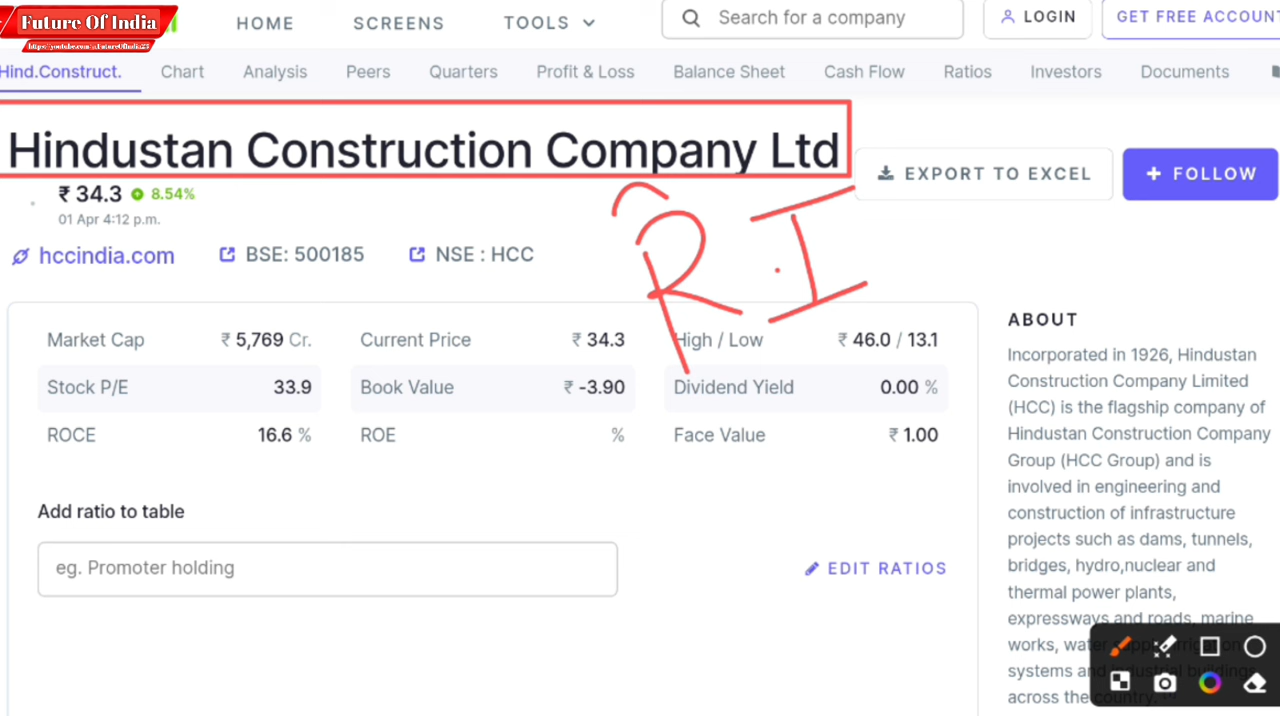 Future Of India
HOME SCREENS TOOLS
Search for a company
LOGIN
GET FREE ACCOUNT
Hind.Construct. Chart Analysis Peers Quarters Profit & Loss Balance Sheet Cash Flow Ratios Investors Documents
Hindustan Construction Company Ltd
EXPORT TO EXCEL
+ FOLLOW
₹ 34.3 8.54%
01 Apr 4:12 p.m.
R.I
hccindia.com BSE: 500185 NSE : HCC
Market Cap ₹ 5,769 Cr. Current Price ₹ 34.3 High / Low ₹ 46.0 / 13.1
Stock P/E 33.9 Book Value ₹ -3.90 Dividend Yield 0.00 %
ROCE 16.6 % ROE % Face Value ₹ 1.00
Add ratio to table
eg. Promoter holding
EDIT RATIOS
ABOUT
Incorporated in 1926, Hindustan
Construction Company Limited
(HCC) is the flagship company of
Hindustan Construction Company
Group (HCC Group) and is
involved in engineering and
construction of infrastructure
projects such as dams, tunnels,
bridges, hydro,nuclear and
thermal power plants,
expressways and roads, marine
works, water supply, irrigation
systems and industrial buildings
across the country.